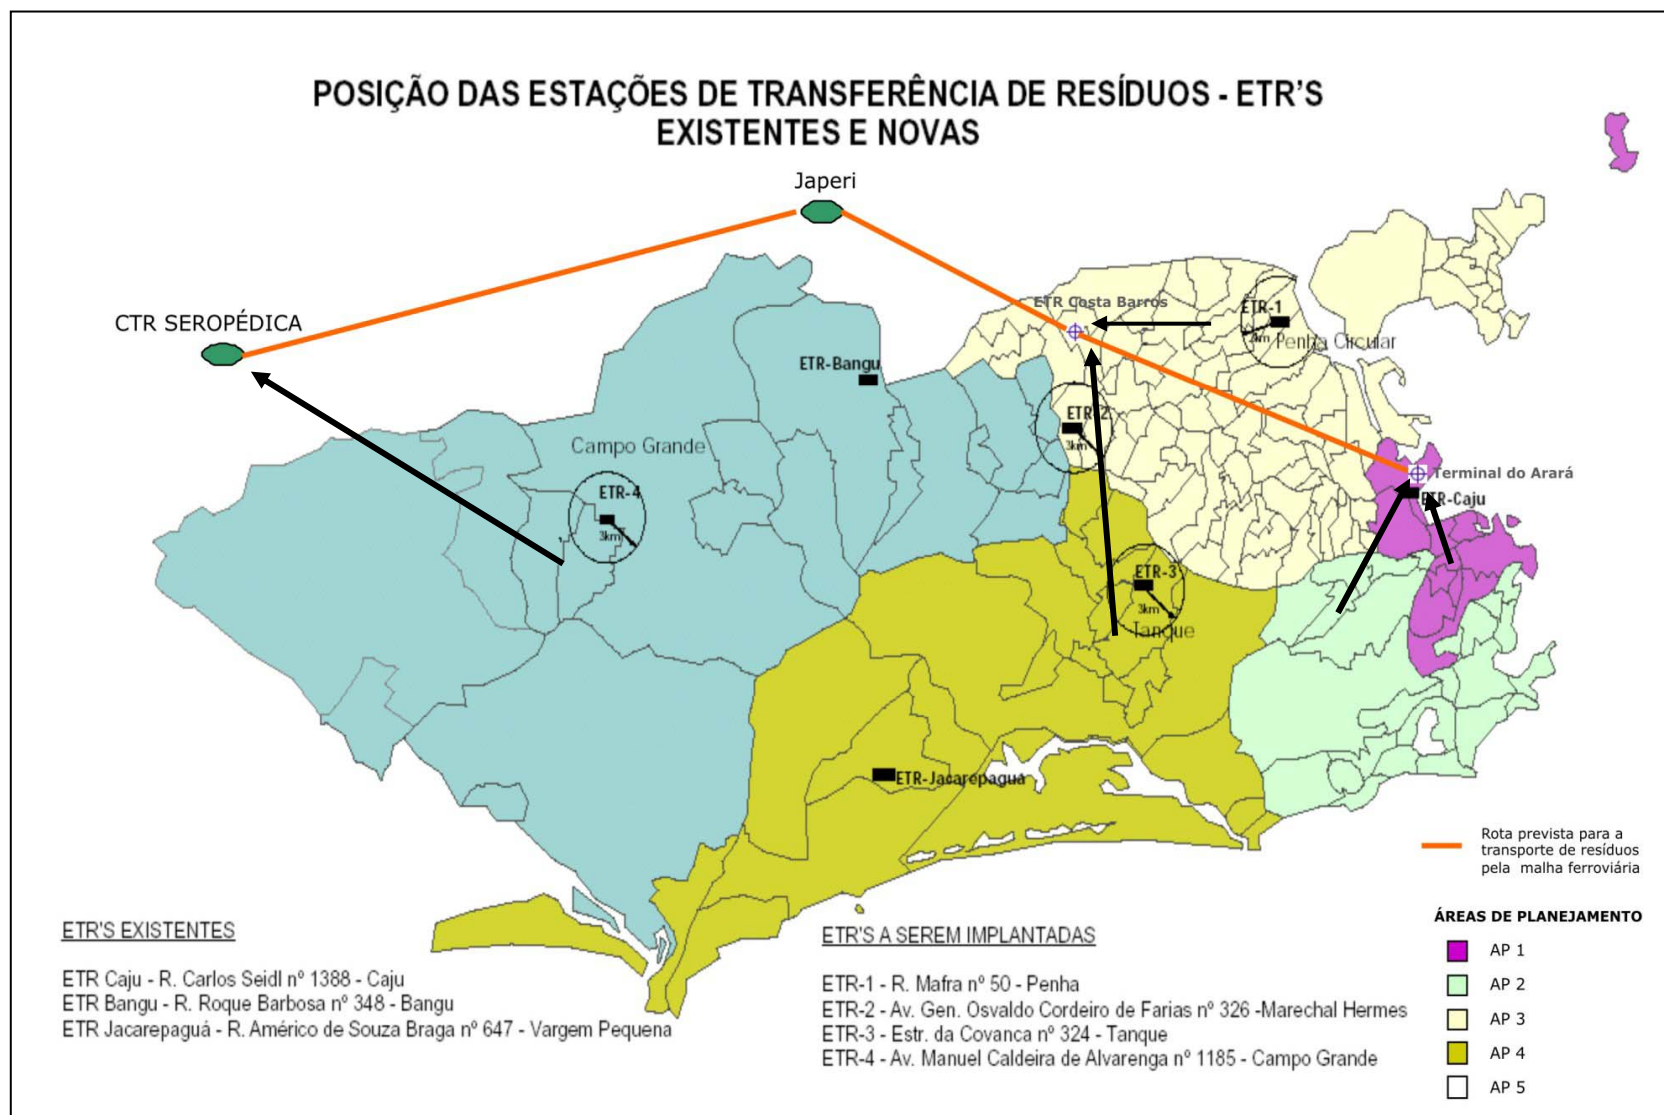 POSIÇÃO DAS ESTAÇÕES DE TRANSFERÊNCIA DE RESÍDUOS - ETR'S
EXISTENTES E NOVAS
Japeri
CTR SEROPÉDICA
ETR Costa Barros
ETR-1
4km
Penha Circular
ETR-Bangu
ETR-2
3km
Campo Grande
ETR-4
3km
Terminal do Arará
ETR-Caju
ETR-3
3km
Tanque
ETR-Jacarepaguá
Rota prevista para a
transporte de resíduos
pela malha ferroviária
ÁREAS DE PLANEJAMENTO
AP 1
AP 2
AP 3
AP 4
AP 5
ETR'S EXISTENTES
ETR Caju - R. Carlos Seidl nº 1388 - Caju
ETR Bangu - R. Roque Barbosa nº 348 - Bangu
ETR Jacarepaguá - R. Américo de Souza Braga nº 647 - Vargem Pequena
ETR'S A SEREM IMPLANTADAS
ETR-1 - R. Mafra nº 50 - Penha
ETR-2 - Av. Gen. Osvaldo Cordeiro de Farias nº 326 -Marechal Hermes
ETR-3 - Estr. da Covanca nº 324 - Tanque
ETR-4 - Av. Manuel Caldeira de Alvarenga nº 1185 - Campo Grande